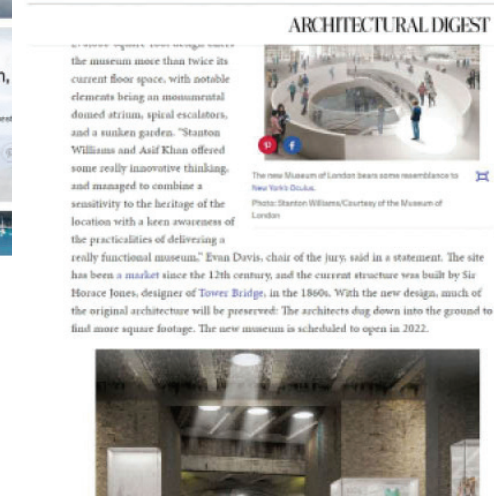 ARCHITECTURAL DIGEST
the museum more than twice its
current floor space, with notable
elements being an monumental
domed atrium, spiral escalators,
and a sunken garden. "Stanton
Williams and Asif Khan offered
some really innovative thinking,
and managed to combine a
sensitivity to the heritage of the
location with a keen awareness of
the practicalities of delivering a
really functional museum," Evan Davis, chair of the jury, said in a statement. The site
has been a market since the 12th century, and the current structure was built by Sir
Horace Jones, designer of Tower Bridge, in the 1860s. With the new design, much of
the original architecture will be preserved: The architects dug down into the ground to
find more square footage. The new museum is scheduled to open in 2022.
The new Museum of London bears some resemblance to
New York's Oculus.
Photo: Stanton Williams/Courtesy of the Museum of
London